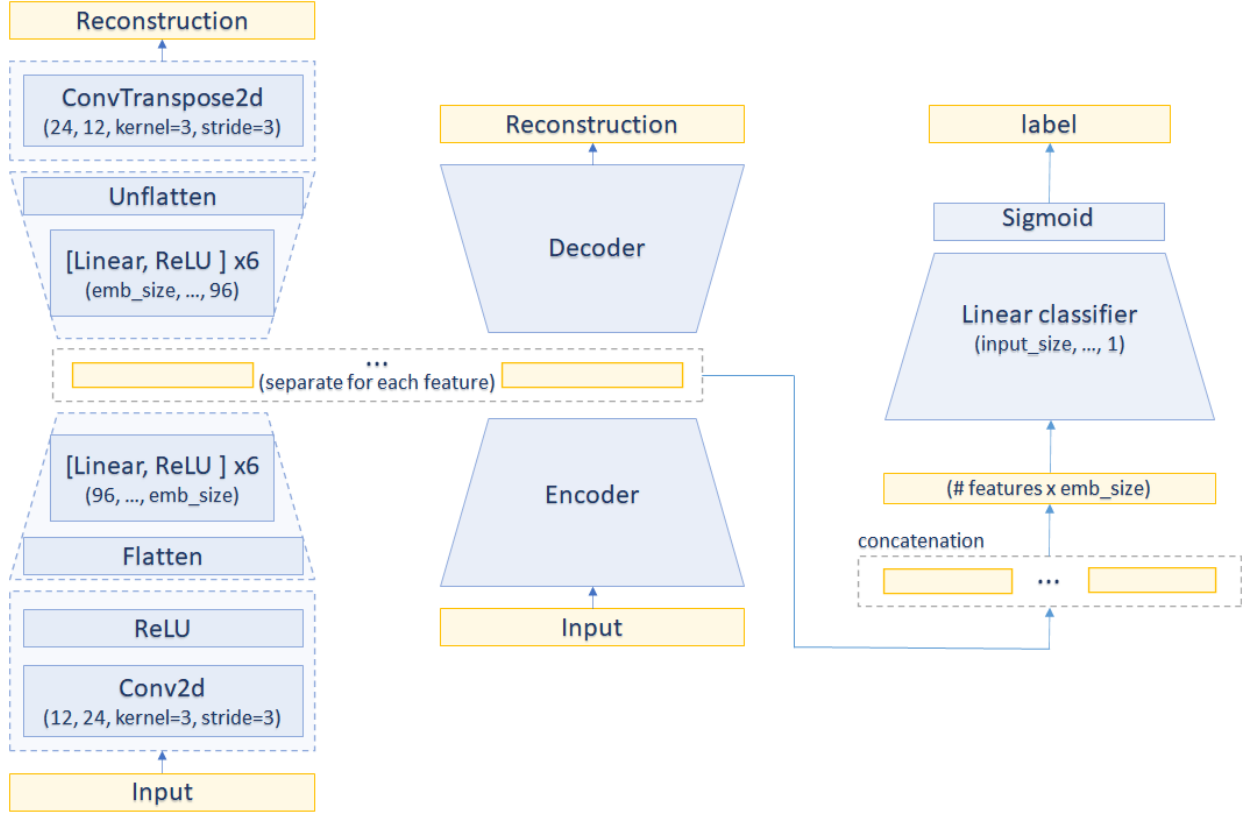 Reconstruction
ConvTranspose2d
(24, 12, kernel=3, stride=3)
Unflatten
[Linear, ReLU ] x6
(emb_size, ..., 96)
...
(separate for each feature)
[Linear, ReLU ] x6
(96, ..., emb_size)
Flatten
ReLU
Conv2d
(12, 24, kernel=3, stride=3)
Input
Reconstruction
Decoder
Encoder
Input
label
Sigmoid
Linear classifier
(input_size, ..., 1)
(# features x emb_size)
concatenation
...